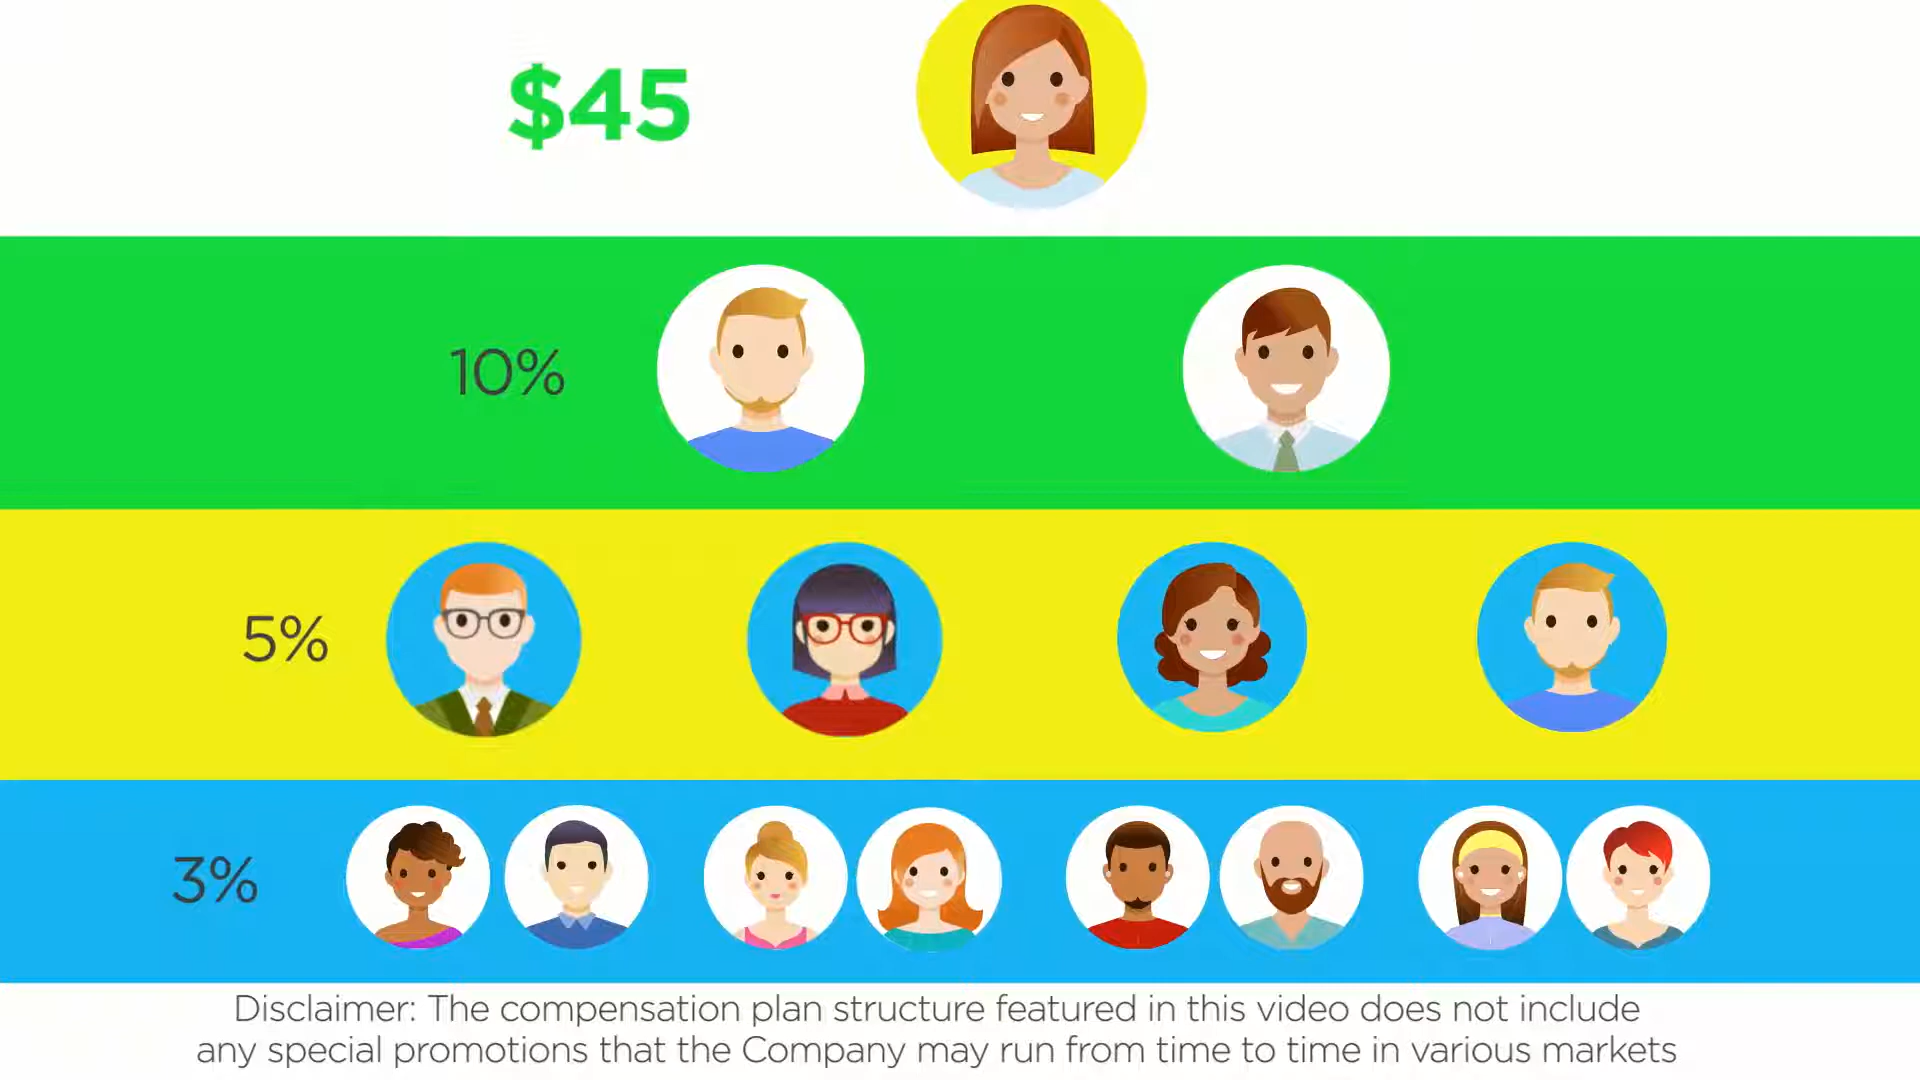 $45
10%
5%
3%
Disclaimer: The compensation plan structure featured in this video does not include
any special promotions that the Company may run from time to time in various markets